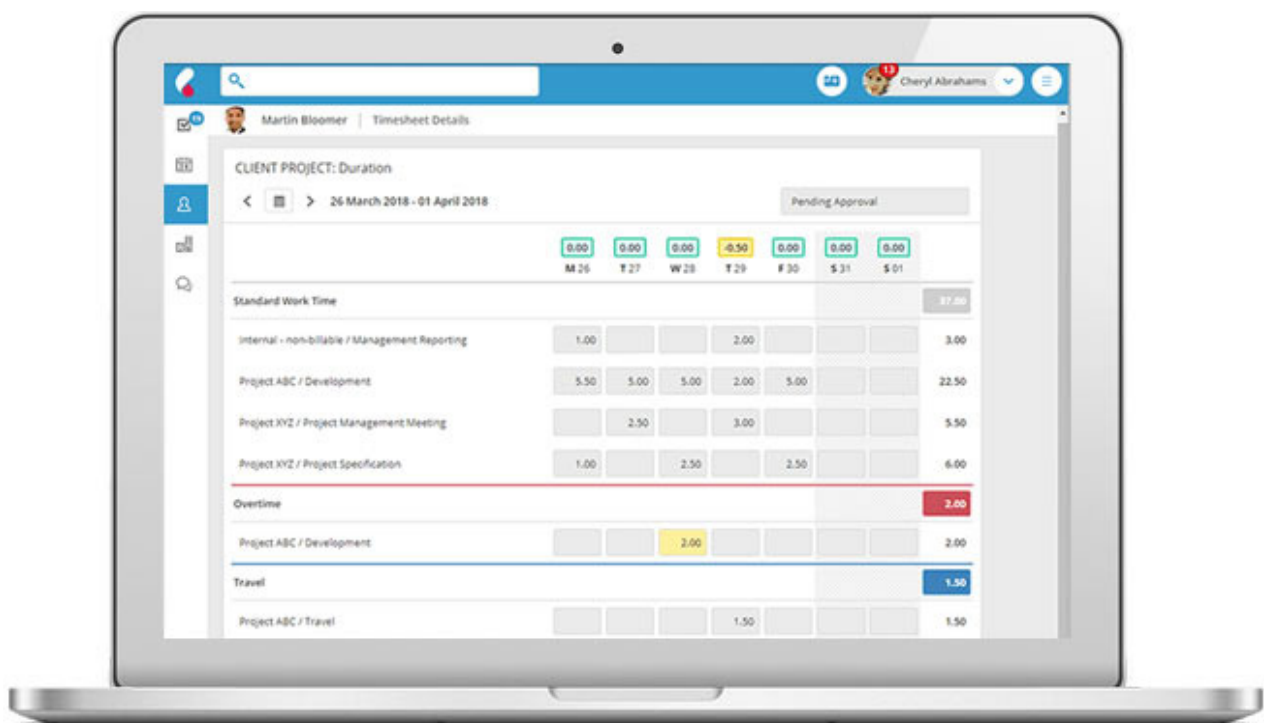 13
Cheryl Abrahams
Martin Bloomer | Timesheet Details
CLIENT PROJECT: Duration
< > 26 March 2018 - 01 April 2018 Pending Approval
0.00 0.00 0.00 -0.50 0.00 0.00 0.00
M 26 T 27 W 28 T 29 F 30 S 31 S 01
Standard Work Time 37.00
Internal - non-billable / Management Reporting 1.00 2.00 3.00
Project ABC / Development 5.50 5.00 5.00 2.00 5.00 22.50
Project XYZ / Project Management Meeting 2.50 3.00 5.50
Project XYZ / Project Specification 1.00 2.50 2.50 6.00
Overtime 2.00
Project ABC / Development 2.00 2.00
Travel 1.50
Project ABC / Travel 1.50 1.50